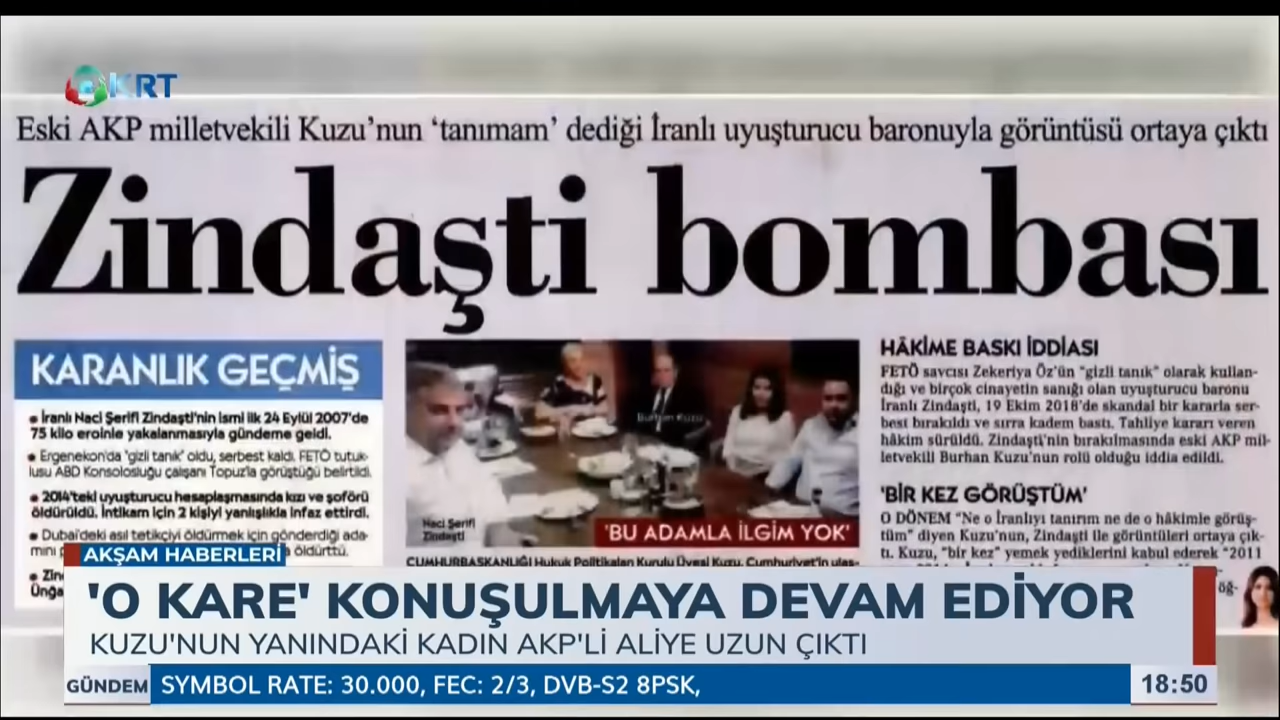 KRT
Eski AKP milletvekili Kuzu'nun 'tanımam' dediği İranlı uyuşturucu baronuyla görüntüsü ortaya çıktı
Zindaşti bombası
KARANLIK GEÇMİŞ
• İranlı Naci Şerifi Zindaşti'nin ismi ilk 24 Eylül 2007'de
75 kilo eroinle yakalanmasıyla gündeme geldi.
• Ergenekon'da "gizli tanık" oldu, serbest kaldı. FETÖ tutuk-
lusu ABD Konsolosluğu çalışanı Topuz'la görüştüğü belirtildi.
• 2014'teki uyuşturucu hesaplaşmasında kızı ve şoförü
öldürüldü. İntikam için 2 kişiyi yanlışlıkla infaz ettirdi.
• Dubai'deki asıl tetikçiyi öldürmek için gönderdiği ada-
öldürttü.
Burhan Kuzu
Naci Şerifi
Zindaşti
'BU ADAMLA İLGİM YOK'
CUMHURBAŞKANLIĞI Hukuk Politikaları Kurulu Üyesi Kuzu, Cumhuriyet'in ulaş-
HÂKİME BASKI İDDİASI
FETÖ savcısı Zekeriya Öz'ün "gizli tanık" olarak kullan-
dığı ve birçok cinayetin sanığı olan uyuşturucu baronu
İranlı Zindaşti, 19 Ekim 2018'de skandal bir kararla ser-
best bırakıldı ve sırra kadem bastı. Tahliye kararı veren
hâkim sürüldü. Zindaşti'nin bırakılmasında eski AKP mil-
letvekili Burhan Kuzu'nun rolü olduğu iddia edildi.
'BİR KEZ GÖRÜŞTÜM'
O DÖNEM "Ne o İranlıyı tanırım ne de o hâkimle görüş-
tüm" diyen Kuzu'nun, Zindaşti ile görüntüleri ortaya çık-
tı. Kuzu, "bir kez" yemek yediklerini kabul ederek "2011
AKŞAM HABERLERİ
'O KARE' KONUŞULMAYA DEVAM EDİYOR
KUZU'NUN YANINDAKİ KADIN AKP'Lİ ALİYE UZUN ÇIKTI
GÜNDEM SYMBOL RATE: 30.000, FEC: 2/3, DVB-S2 8PSK, 18:50